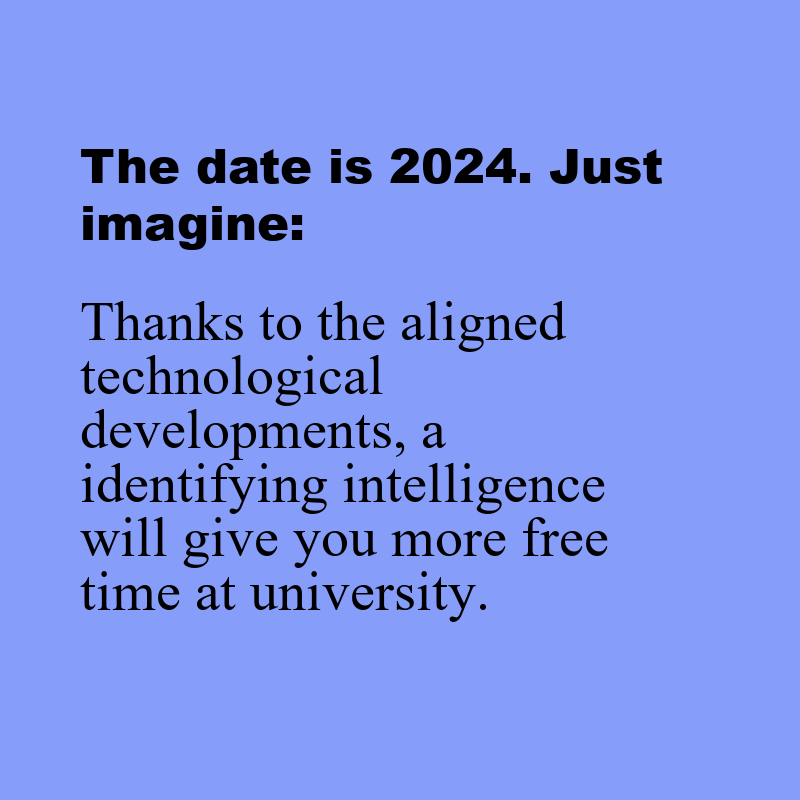 The date is 2024. Just
imagine:
Thanks to the aligned
technological
developments, a
identifying intelligence
will give you more free
time at university.